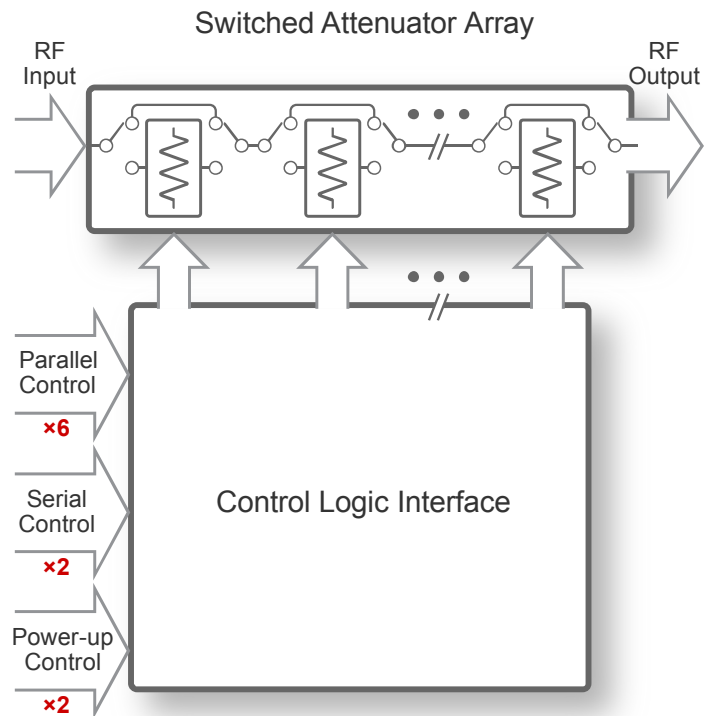 Switched Attenuator Array
RF
Input
RF
Output
Parallel
Control
×6
Serial
Control
×2
Power-up
Control
×2
Control Logic Interface